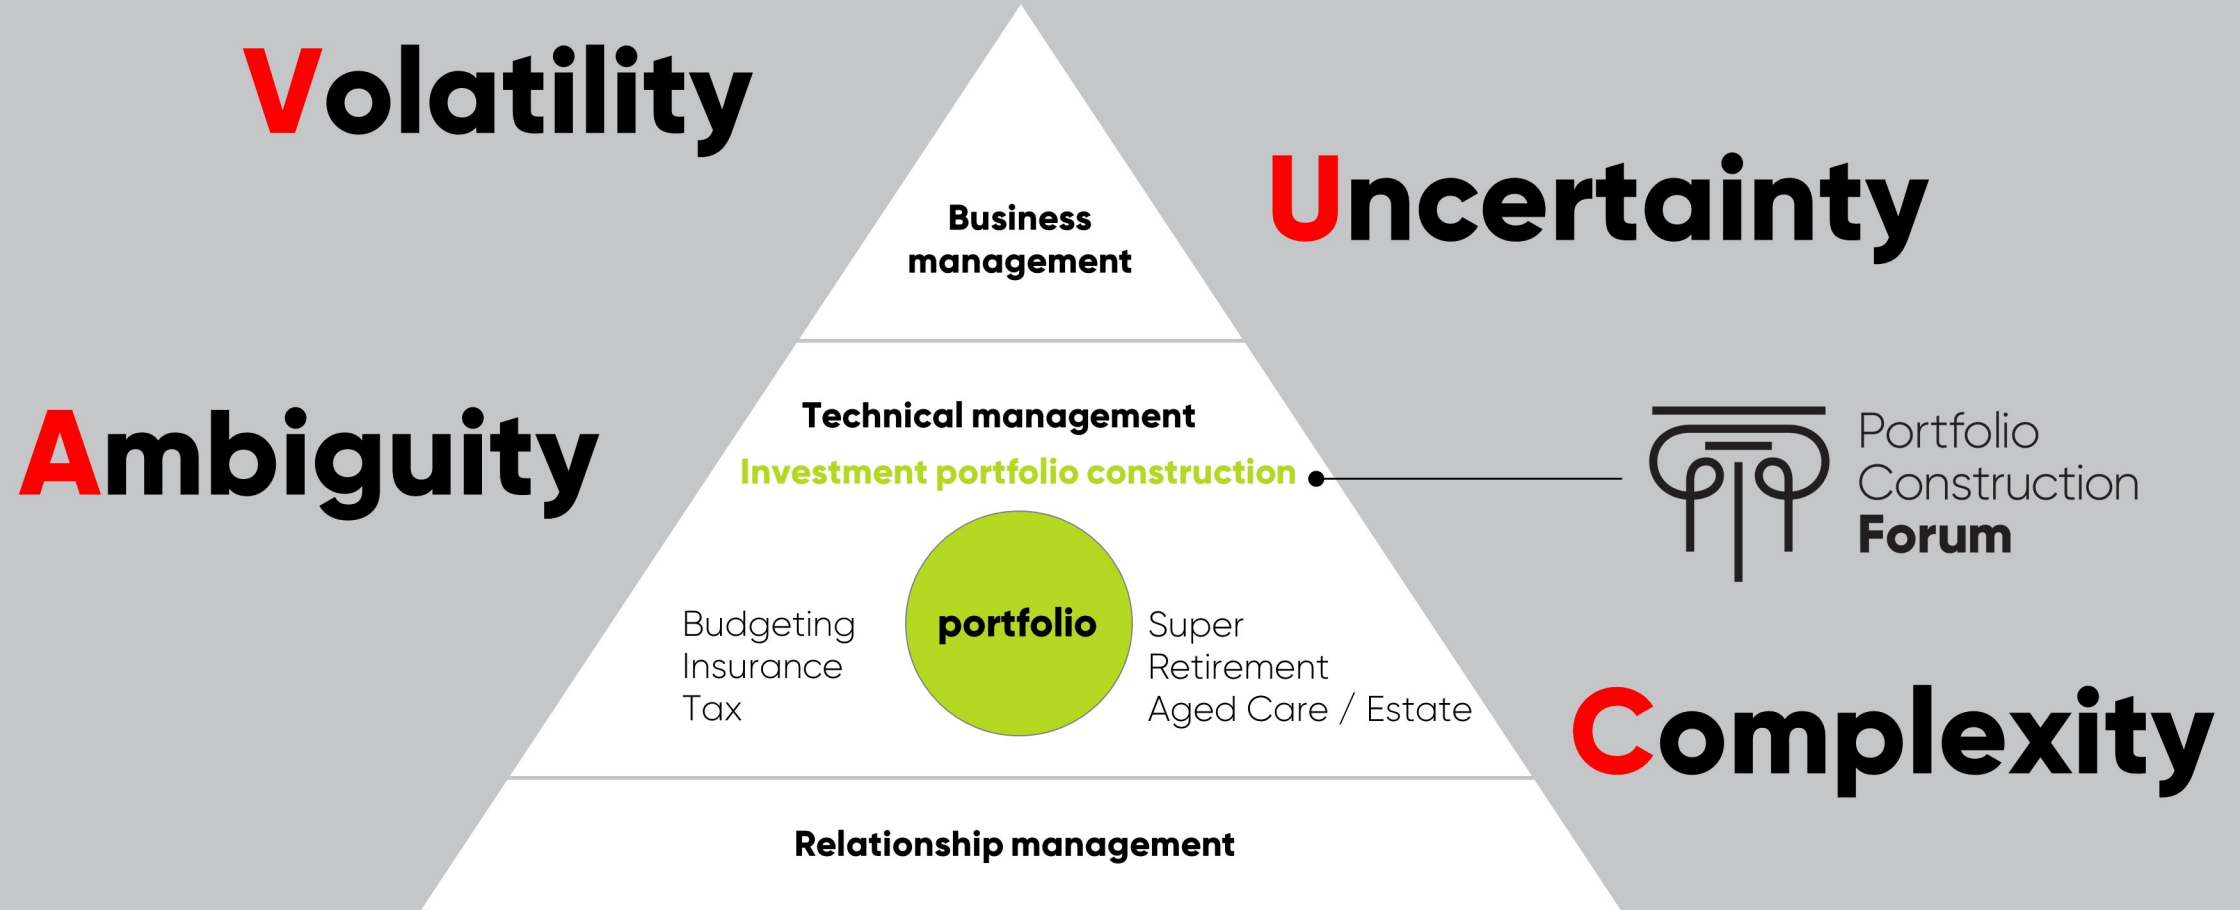 Volatility
Uncertainty
Business
management
Ambiguity
Technical management
Investment portfolio construction
Portfolio
Construction
Forum
Budgeting
Insurance
Tax
portfolio
Super
Retirement
Aged Care / Estate
Complexity
Relationship management